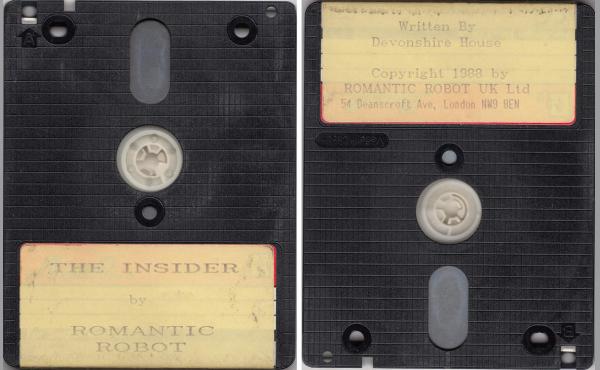 A
THE INSIDER
by
ROMANTIC
ROBOT
Written By
Devonshire House
Copyright 1988 by
ROMANTIC ROBOT UK Ltd
54 Deanscroft Ave, London NW9 8EN